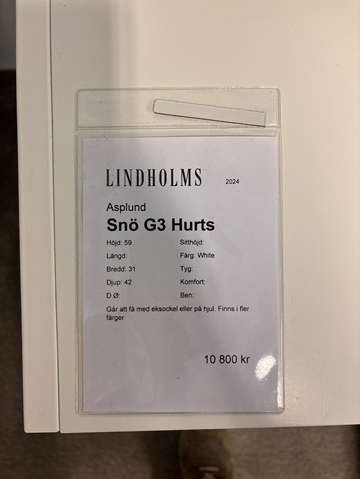 LINDHOLMS 2024
Asplund
Snö G3 Hurts
Höjd: 59 Sitthöjd:
Längd: Färg: White
Bredd: 31 Tyg:
Djup: 42 Komfort:
D Ø: Ben:
Går att få med eksockel eller på hjul. Finns i fler
färger
10 800 kr